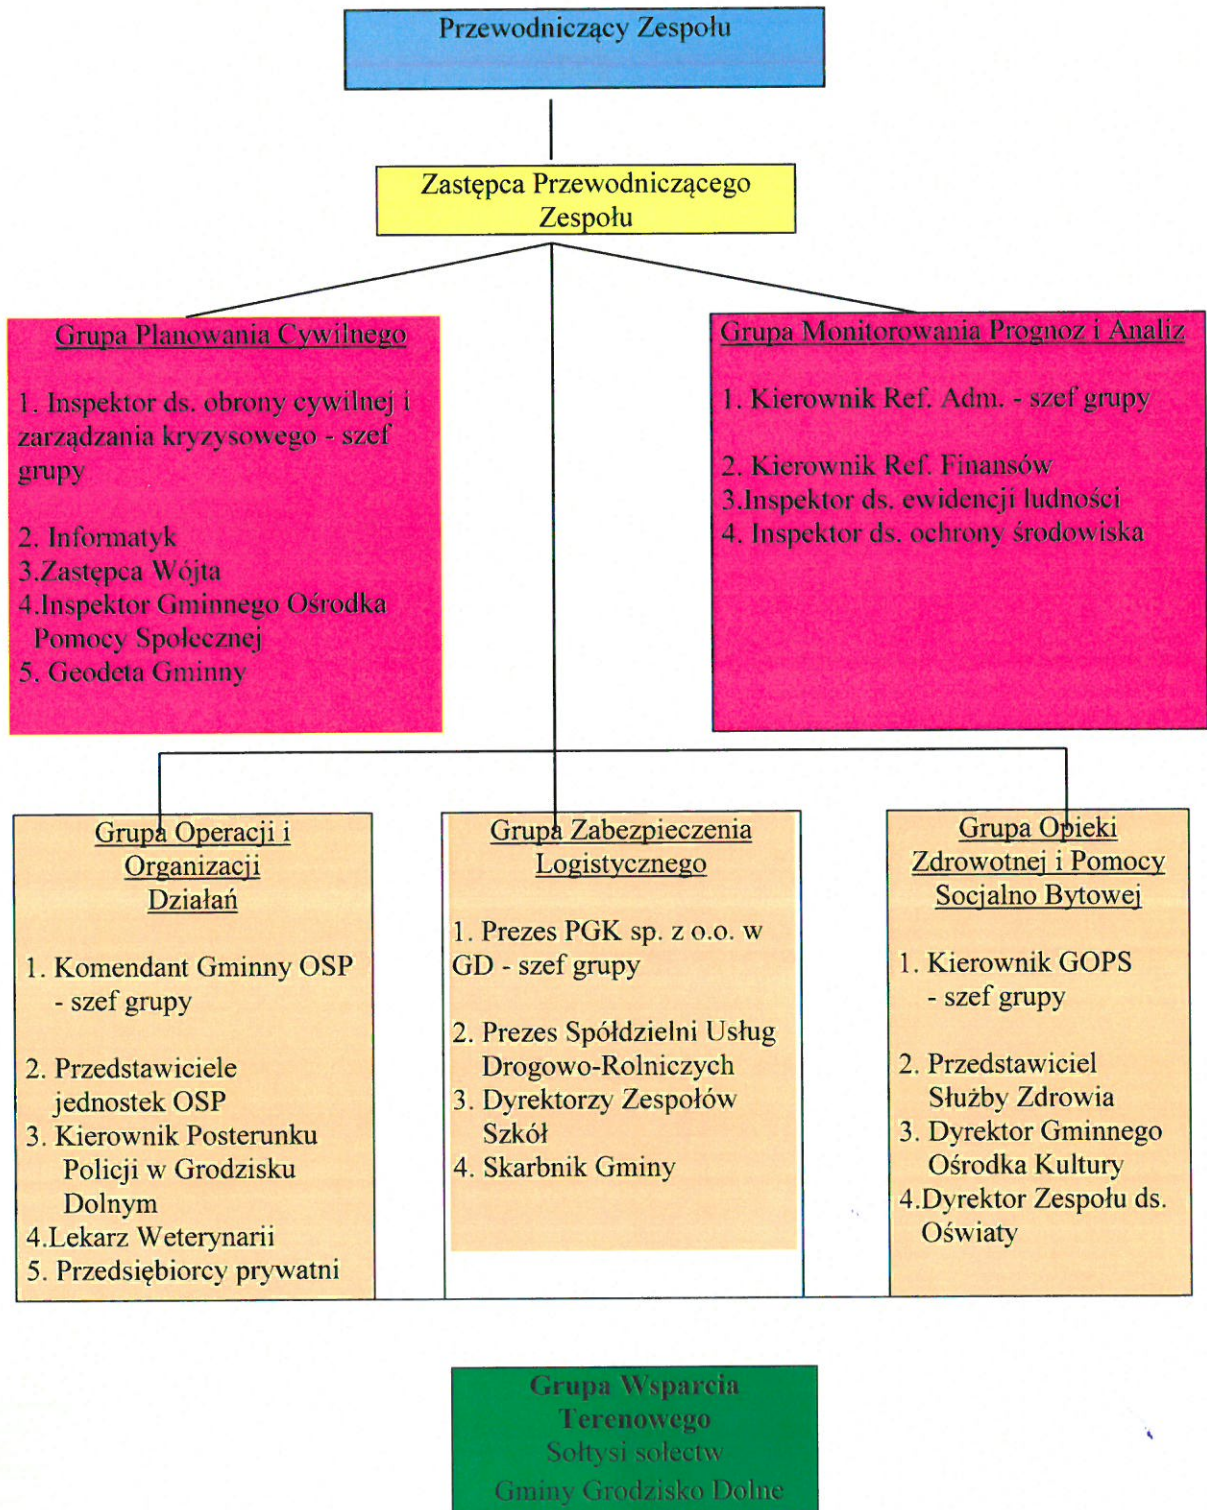 Przewodniczący Zespołu
Zastępca Przewodniczącego
Zespołu
Grupa Planowania Cywilnego
1. Inspektor ds. obrony cywilnej i
zarządzania kryzysowego - szef
grupy
2. Informatyk
3.Zastępca Wójta
4.Inspektor Gminnego Ośrodka
Pomocy Społecznej
5. Geodeta Gminny
Grupa Monitorowania Prognoz i Analiz
1. Kierownik Ref. Adm. - szef grupy
2. Kierownik Ref. Finansów
3.Inspektor ds. ewidencji ludności
4. Inspektor ds. ochrony środowiska
Grupa Operacji i
Organizacji
Działań
1. Komendant Gminny OSP
- szef grupy
2. Przedstawiciele
jednostek OSP
3. Kierownik Posterunku
Policji w Grodzisku
Dolnym
4.Lekarz Weterynarii
5. Przedsiębiorcy prywatni
Grupa Zabezpieczenia
Logistycznego
1. Prezes PGK sp. z o.o. w
GD - szef grupy
2. Prezes Spółdzielni Usług
Drogowo-Rolniczych
3. Dyrektorzy Zespołów
Szkół
4. Skarbnik Gminy
Grupa Opieki
Zdrowotnej i Pomocy
Socjalno Bytowej
1. Kierownik GOPS
- szef grupy
2. Przedstawiciel
Służby Zdrowia
3. Dyrektor Gminnego
Ośrodka Kultury
4.Dyrektor Zespołu ds.
Oświaty
Grupa Wsparcia
Terenowego
Sołtysi sołectw
Gminy Grodzisko Dolne